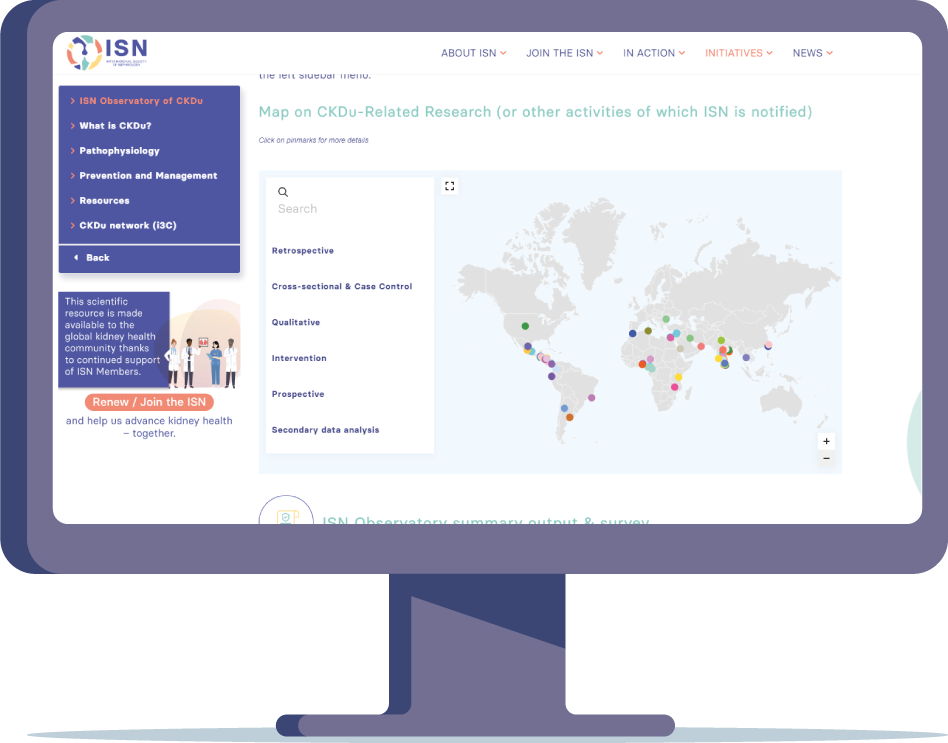 ISN
INTERNATIONAL SOCIETY
OF NEPHROLOGY
ABOUT ISN
JOIN THE ISN
IN ACTION
INITIATIVES
NEWS
the left sidebar menu.
ISN Observatory of CKDu
What is CKDu?
Pathophysiology
Prevention and Management
Resources
CKDu network (i3C)
Back
This scientific
resource is made
available to the
global kidney health
community thanks
to continued support
of ISN Members.
Renew / Join the ISN
and help us advance kidney health
– together.
Map on CKDu-Related Research (or other activities of which ISN is notified)
Click on pinmarks for more details
Search
Retrospective
Cross-sectional & Case Control
Qualitative
Intervention
Prospective
Secondary data analysis
+
−
ISN Observatory summary output & survey